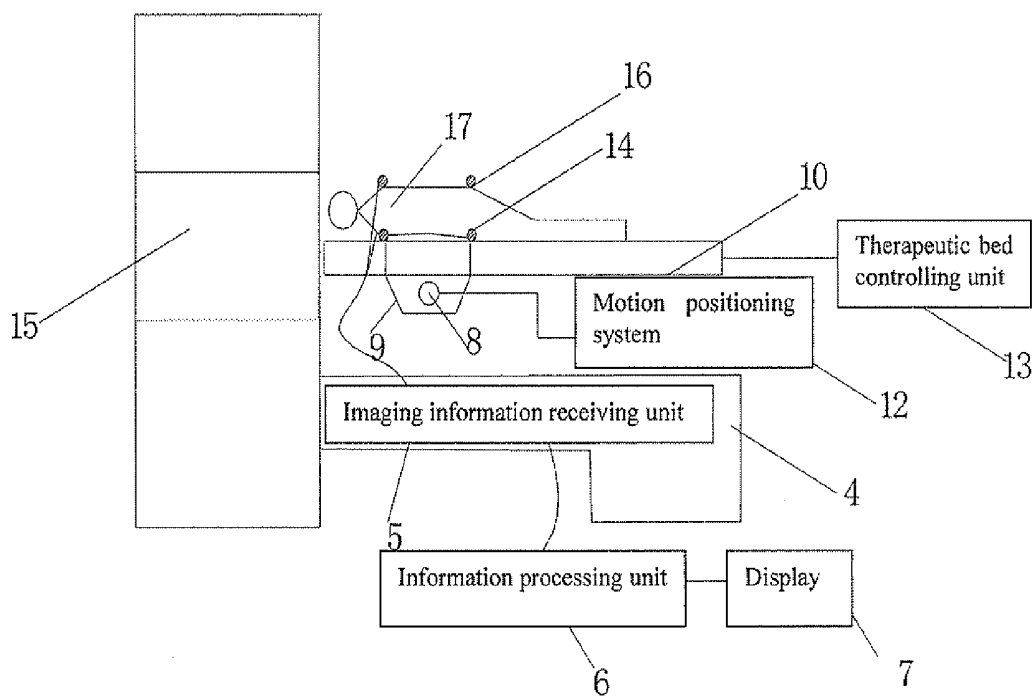 16
17
14
10
Therapeutic bed
controlling unit
15
Motion positioning
system
9
8
13
12
Imaging information receiving unit
4
5
Information processing unit
Display
6
7